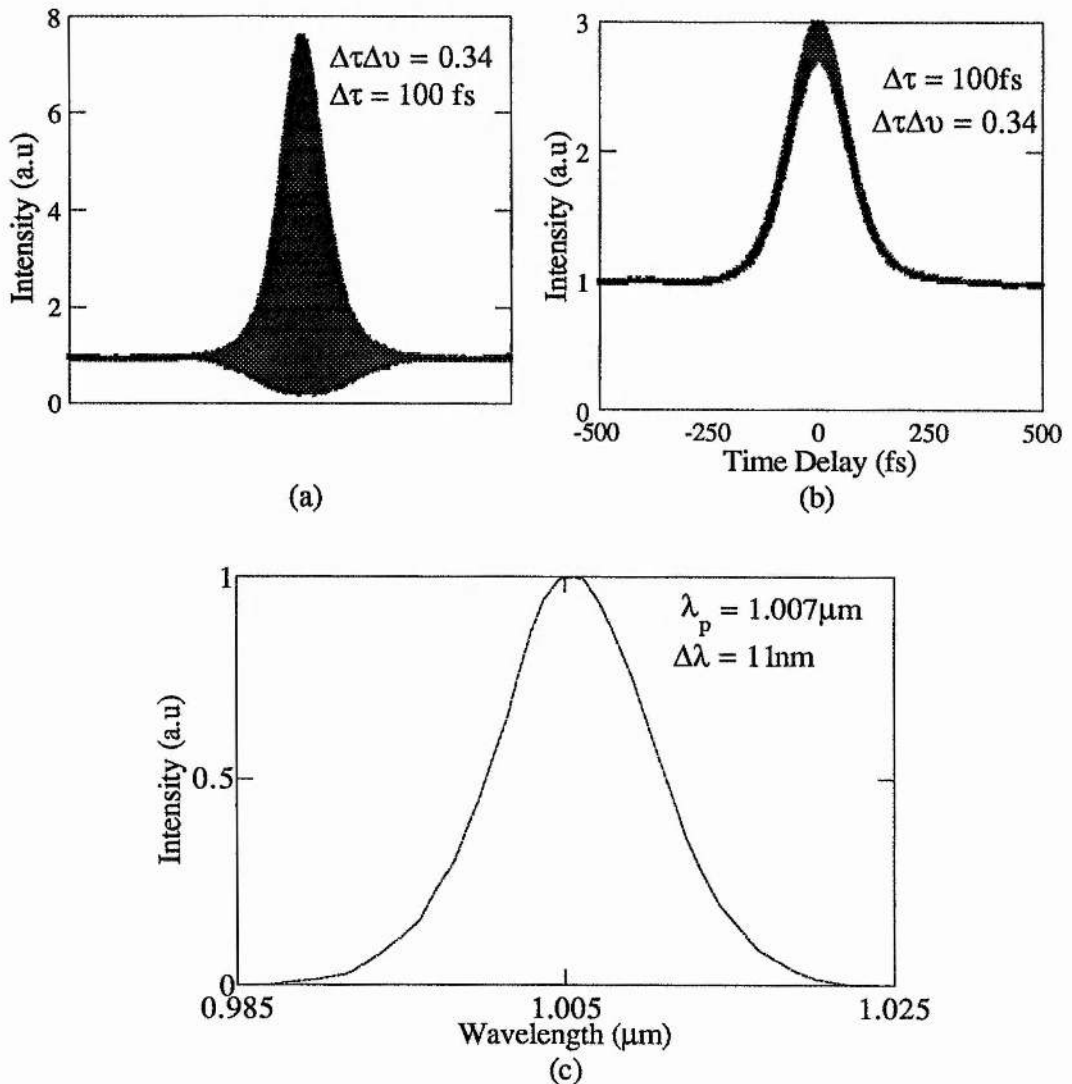 8
6
4
2
0
Intensity (a.u)
ΔτΔυ = 0.34
Δτ = 100 fs
(a)
3
2
1
0
Intensity (a.u)
Δτ = 100fs
ΔτΔυ = 0.34
-500 -250 0 250 500
Time Delay (fs)
(b)
1
0.5
0
Intensity (a.u)
λp = 1.007μm
Δλ = 11nm
0.985 1.005 1.025
Wavelength (μm)
(c)